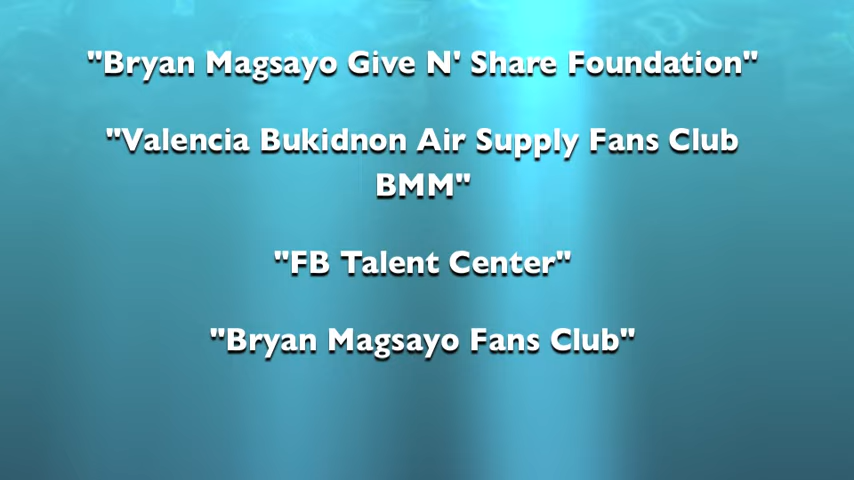 "Bryan Magsayo Give N' Share Foundation"
"Valencia Bukidnon Air Supply Fans Club
BMM"
"FB Talent Center"
"Bryan Magsayo Fans Club"